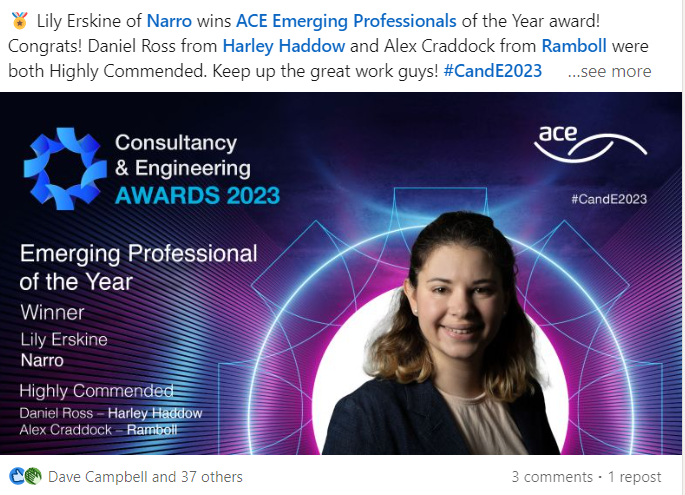 🏅 Lily Erskine of Narro wins ACE Emerging Professionals of the Year award!
Congrats! Daniel Ross from Harley Haddow and Alex Craddock from Ramboll were
both Highly Commended. Keep up the great work guys! #CandE2023 ...see more
Consultancy
& Engineering
AWARDS 2023
ace
#CandE2023
Emerging Professional
of the Year
Winner
Lily Erskine
Narro
Highly Commended
Daniel Ross – Harley Haddow
Alex Craddock – Ramboll
Dave Campbell and 37 others
3 comments • 1 repost